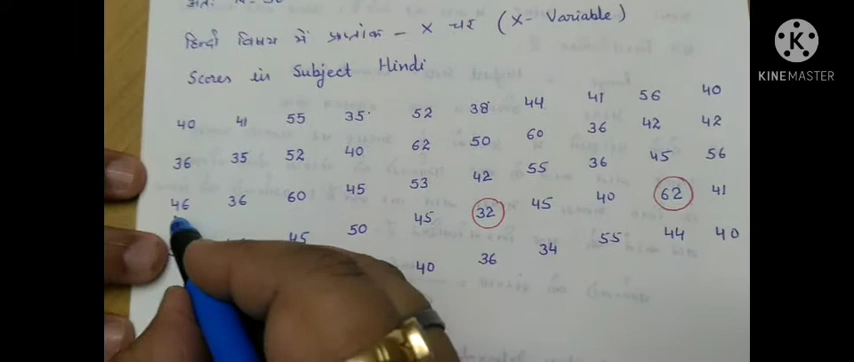 हिन्दी विषय में प्राप्तांक - X चर (X- Variable)
Scores in Subject Hindi
40 41 55 35 52 38 44 41 56 40
36 35 52 40 62 50 60 36 42 42
46 36 60 45 53 42 55 36 45 56
45 50 45 32 45 40 62 41
40 36 34 55 44 40
K
KINEMASTER